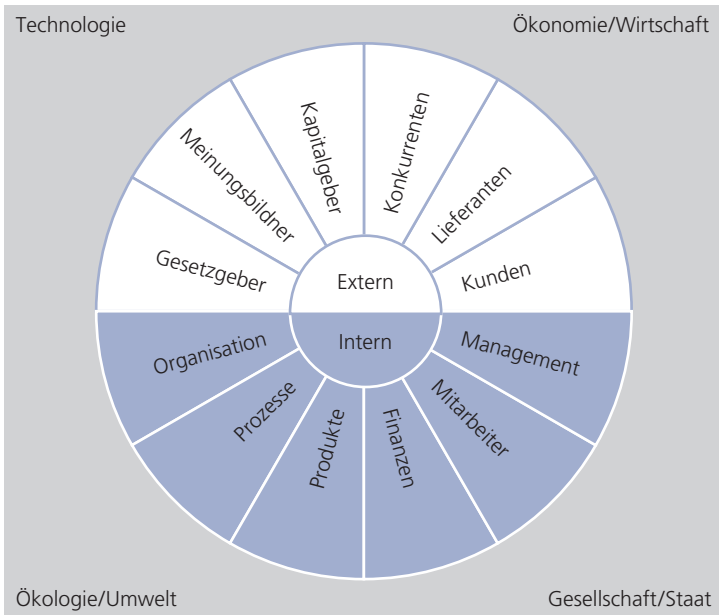 Technologie
Ökonomie/Wirtschaft
Gesetzgeber
Meinungsbildner
Kapitalgeber
Konkurrenten
Lieferanten
Kunden
Extern
Intern
Organisation
Prozesse
Produkte
Finanzen
Mitarbeiter
Management
Ökologie/Umwelt
Gesellschaft/Staat